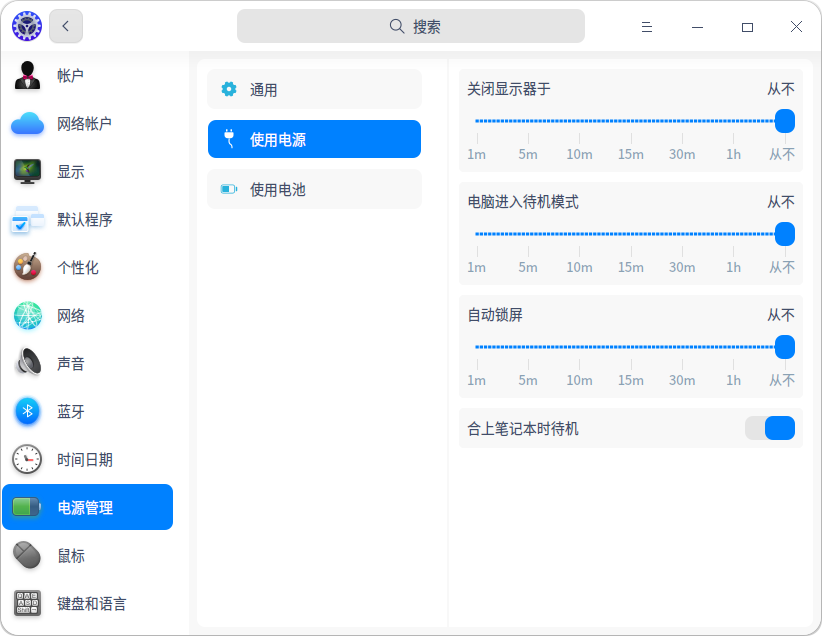 搜索
帐户
网络帐户
显示
默认程序
个性化
网络
声音
蓝牙
时间日期
电源管理
鼠标
键盘和语言
通用
使用电源
使用电池
关闭显示器于 从不
1m 5m 10m 15m 30m 1h 从不
电脑进入待机模式 从不
1m 5m 10m 15m 30m 1h 从不
自动锁屏 从不
1m 5m 10m 15m 30m 1h 从不
合上笔记本时待机